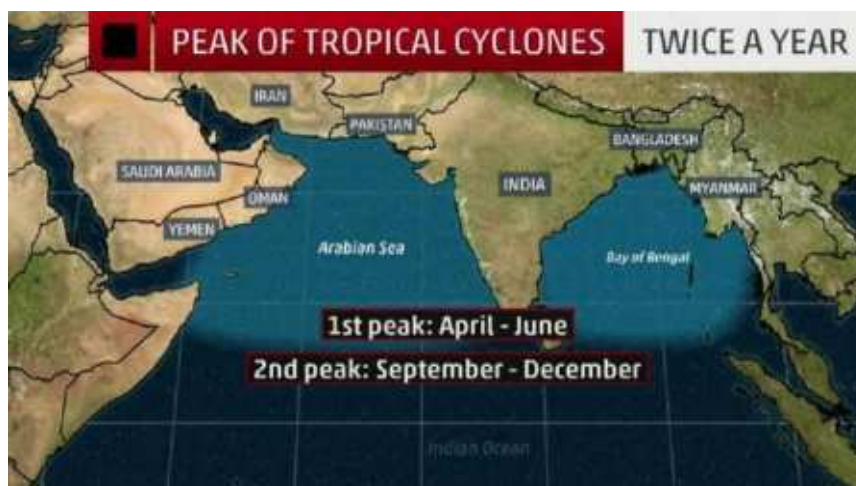 PEAK OF TROPICAL CYCLONES TWICE A YEAR
IRAN
PAKISTAN
BANGLADESH
SAUDI ARABIA
INDIA
MYANMAR
OMAN
YEMEN
Arabian Sea
Bay of Bengal
1st peak: April - June
2nd peak: September - December
Indian Ocean